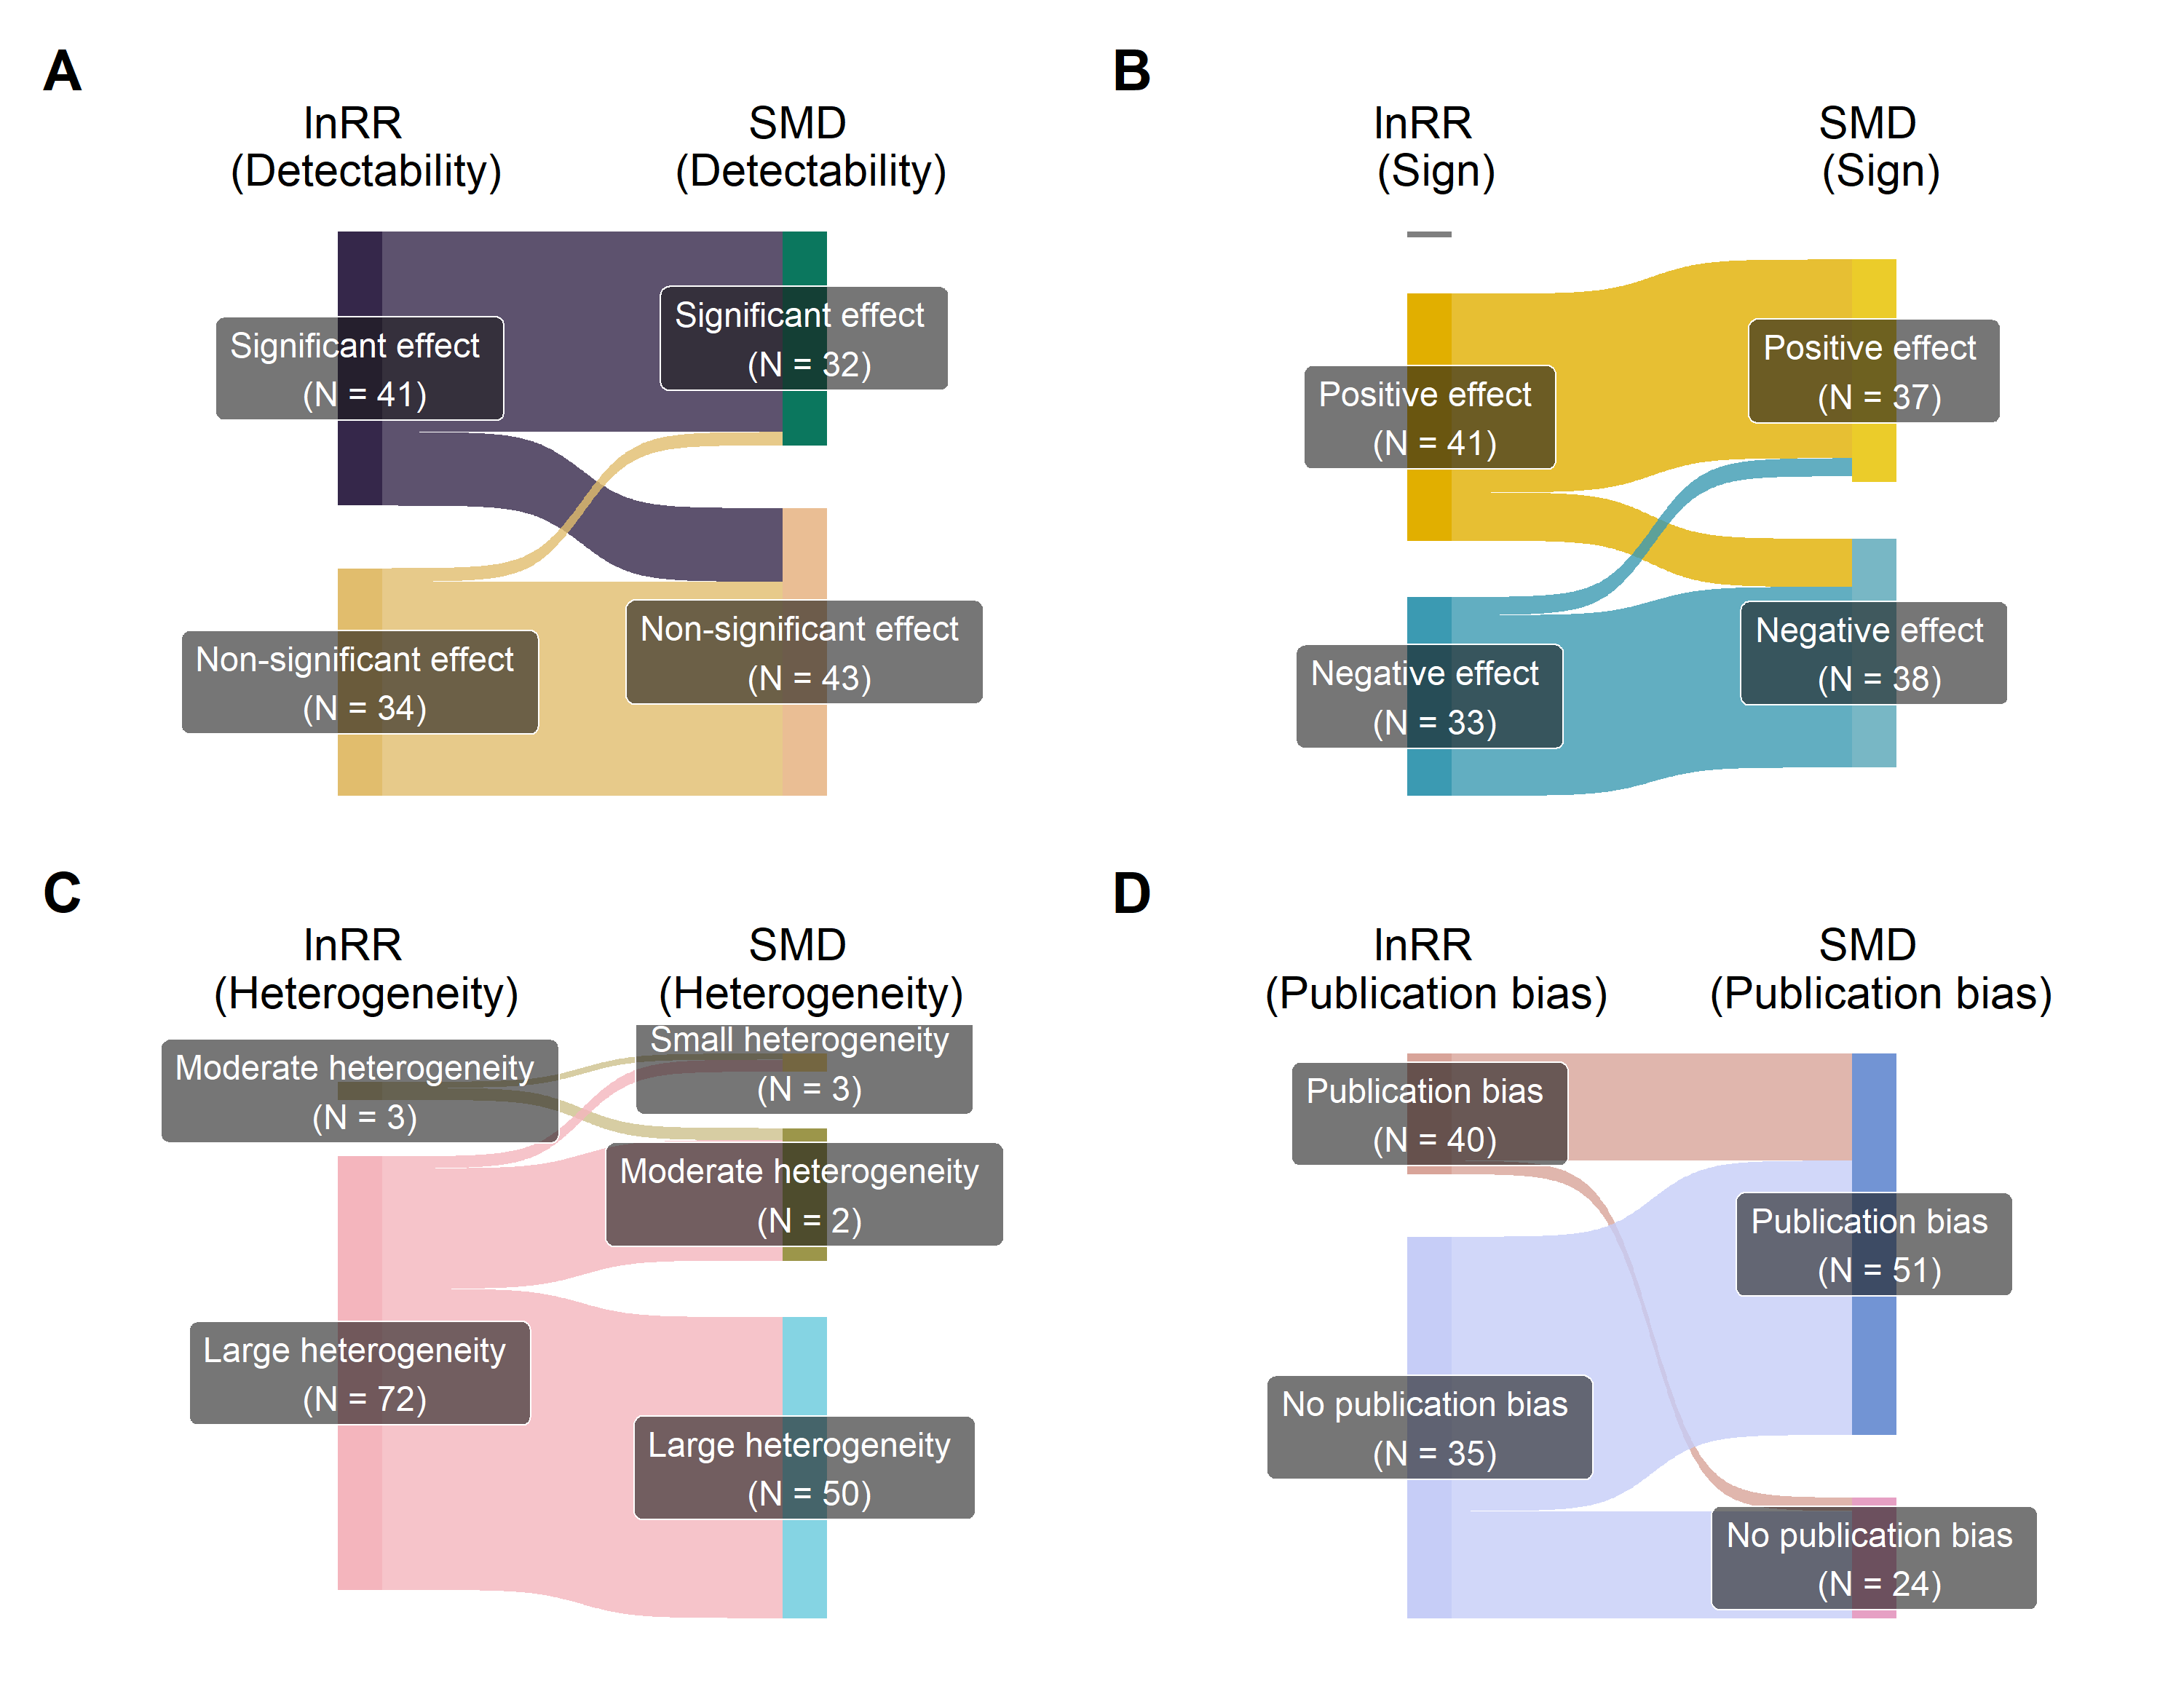 A
lnRR
(Detectability)
SMD
(Detectability)
Significant effect
(N = 41)
Significant effect
(N = 32)
Non-significant effect
(N = 34)
Non-significant effect
(N = 43)
B
lnRR
(Sign)
SMD
(Sign)
Positive effect
(N = 41)
Positive effect
(N = 37)
Negative effect
(N = 33)
Negative effect
(N = 38)
C
lnRR
(Heterogeneity)
SMD
(Heterogeneity)
Moderate heterogeneity
(N = 3)
Small heterogeneity
(N = 3)
Moderate heterogeneity
(N = 2)
Large heterogeneity
(N = 72)
Large heterogeneity
(N = 50)
D
lnRR
(Publication bias)
SMD
(Publication bias)
Publication bias
(N = 40)
Publication bias
(N = 51)
No publication bias
(N = 35)
No publication bias
(N = 24)